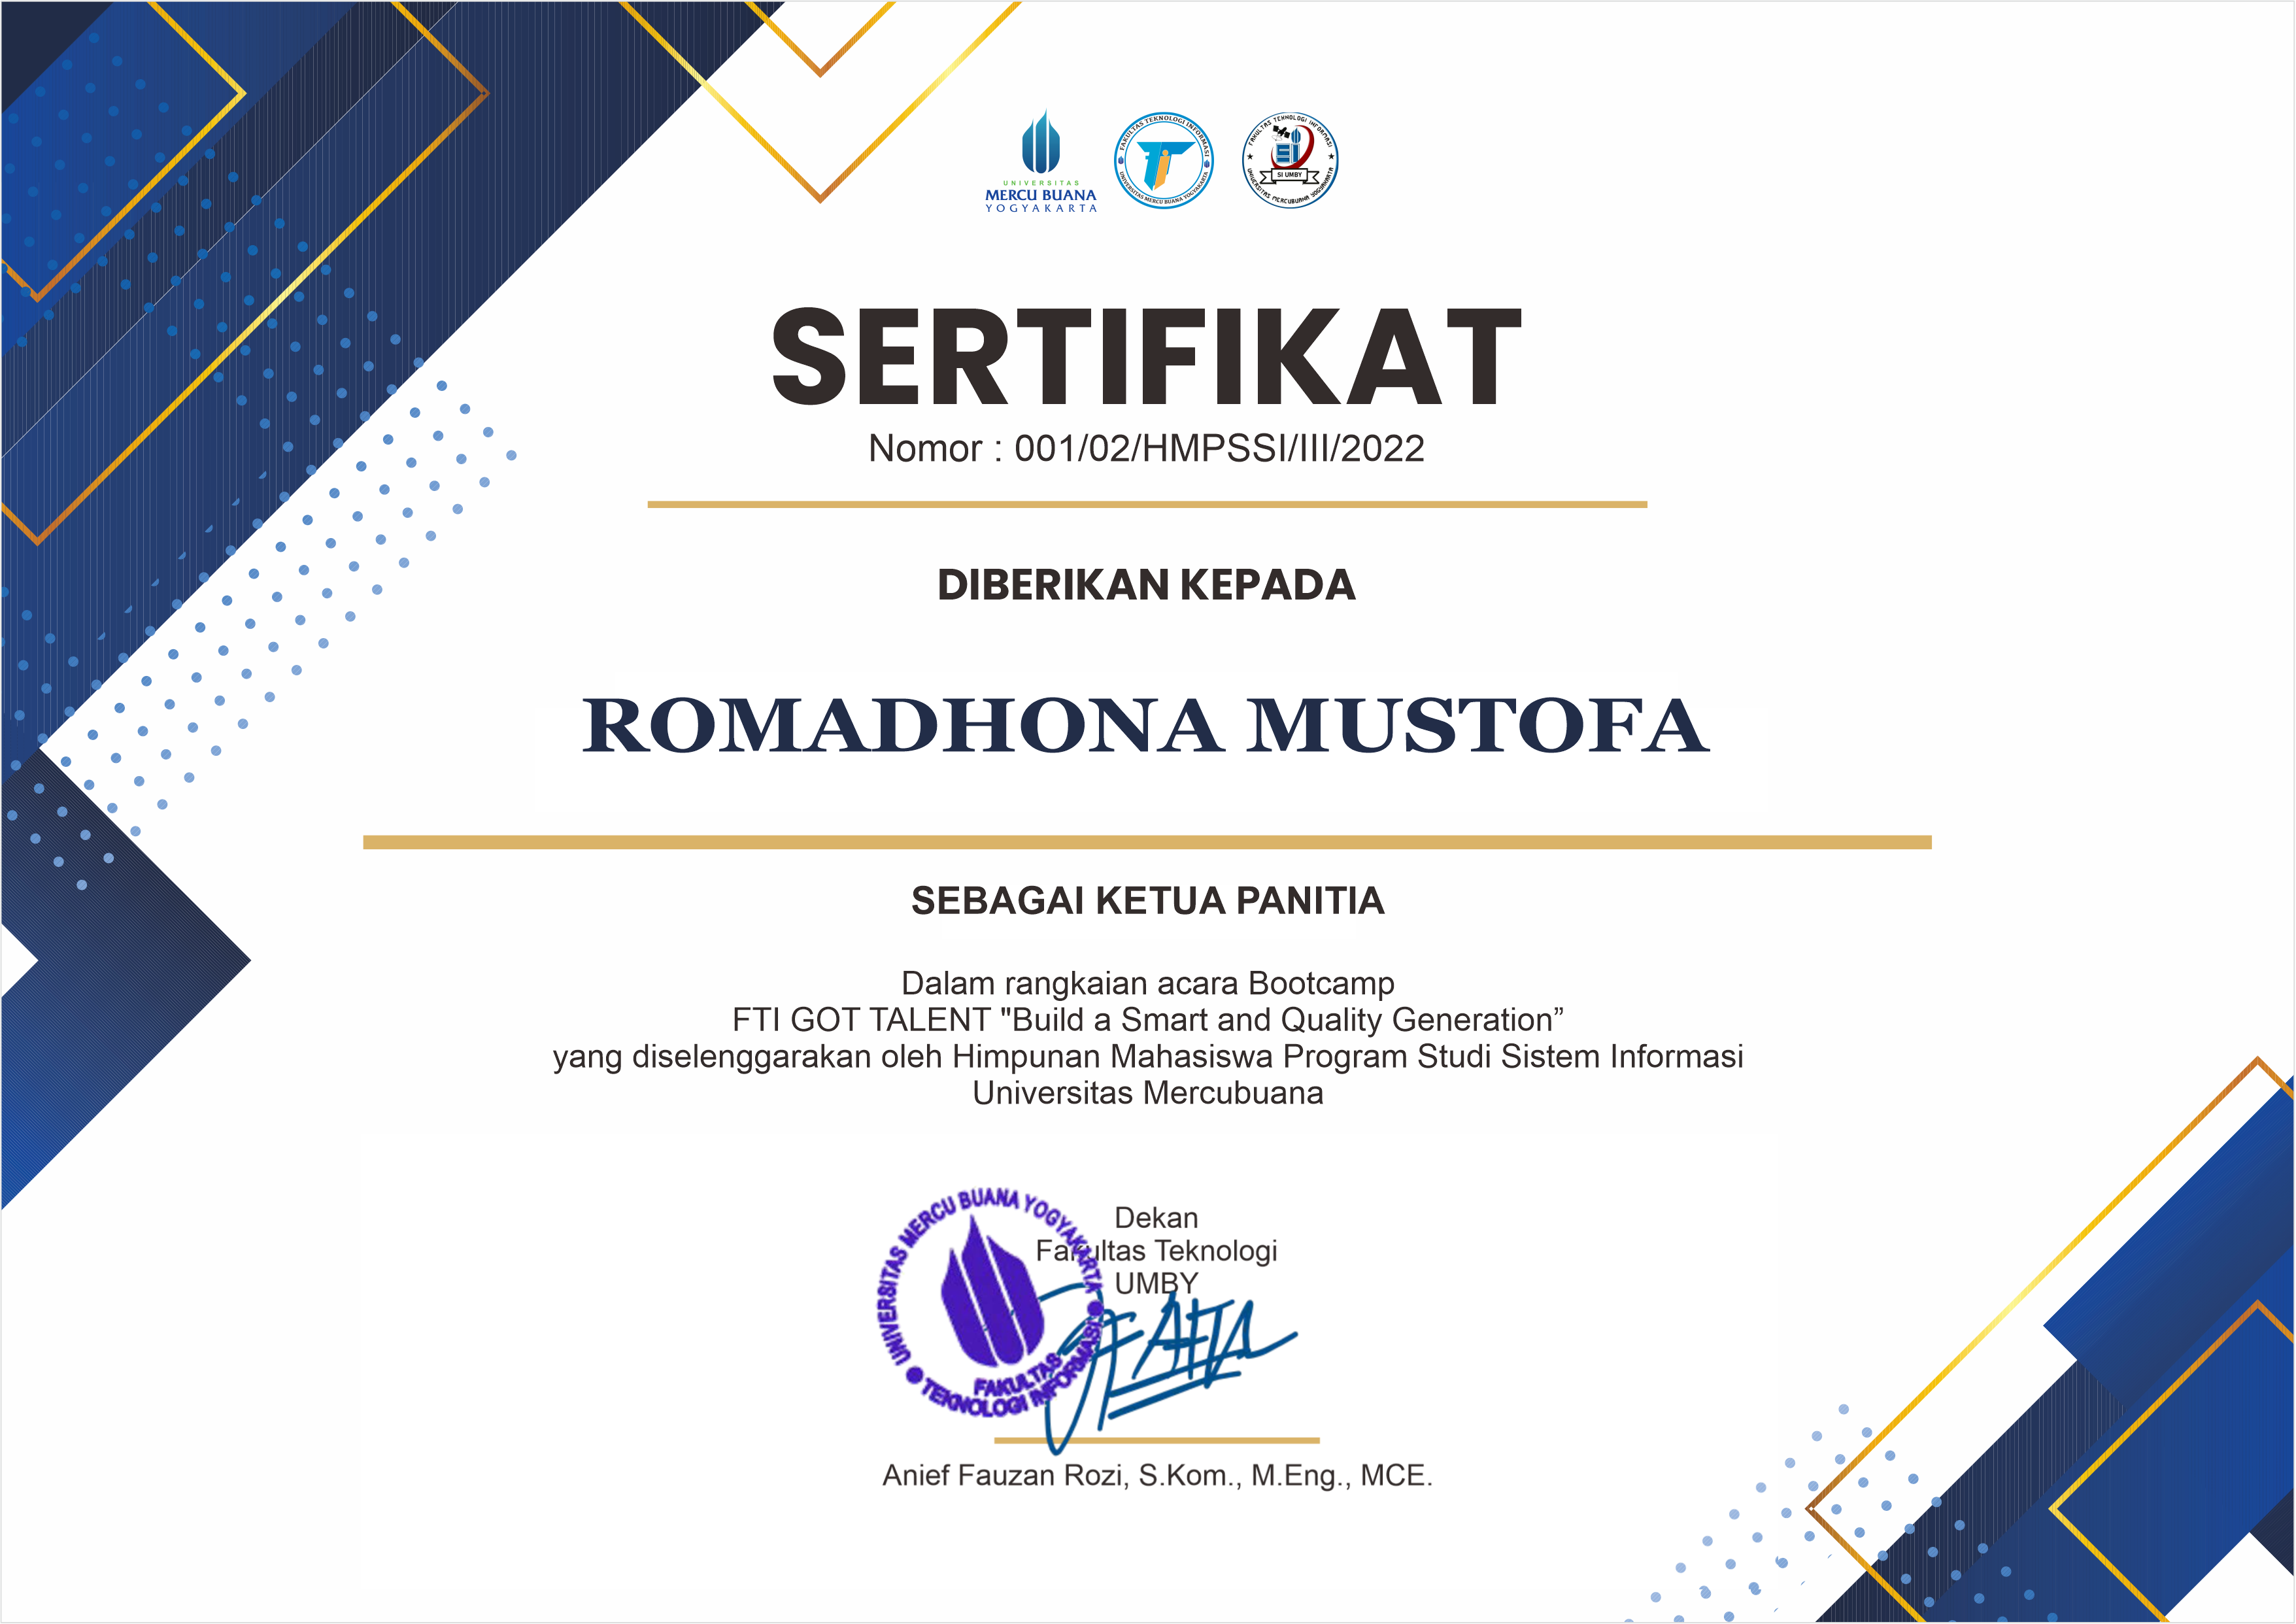 UNIVERSITAS
MERCU BUANA
YOGYAKARTA
FAKULTAS TEKNOLOGI INFORMASI
UNIVERSITAS MERCU BUANA YOGYAKARTA
FAKULTAS TEKNOLOGI INFORMASI
SI UMBY
UNIVERSITAS MERCUBUANA YOGYAKARTA
SERTIFIKAT
Nomor : 001/02/HMPSSI/III/2022
DIBERIKAN KEPADA
ROMADHONA MUSTOFA
SEBAGAI KETUA PANITIA
Dalam rangkaian acara Bootcamp
FTI GOT TALENT "Build a Smart and Quality Generation”
yang diselenggarakan oleh Himpunan Mahasiswa Program Studi Sistem Informasi
Universitas Mercubuana
Dekan
Fakultas Teknologi
UMBY
UNIVERSITAS MERCU BUANA YOGYAKARTA
FAKULTAS
TEKNOLOGI INFORMASI
Anief Fauzan Rozi, S.Kom., M.Eng., MCE.